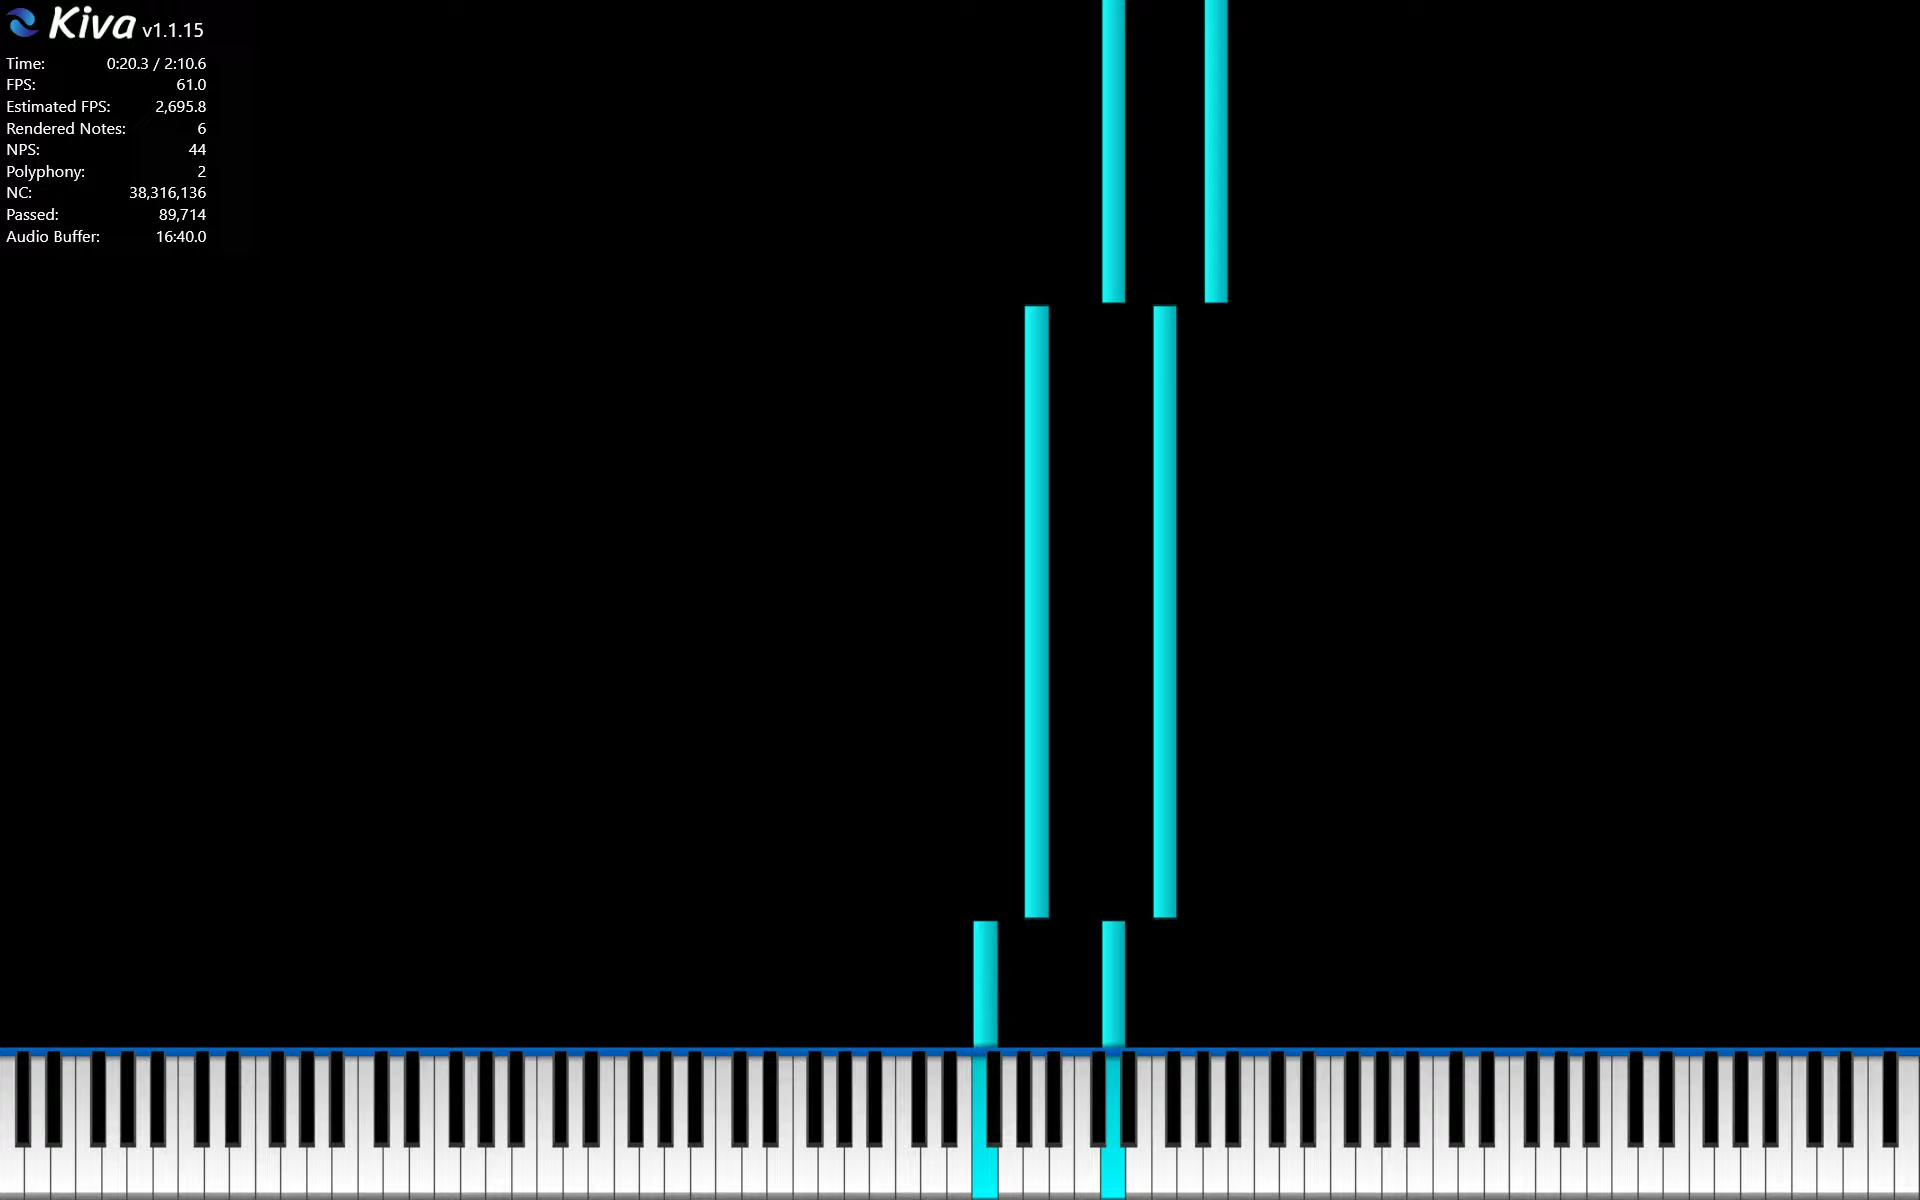 Kiva v1.1.15
Time: 0:20.3 / 2:10.6
FPS: 61.0
Estimated FPS: 2,695.8
Rendered Notes: 6
NPS: 44
Polyphony: 2
NC: 38,316,136
Passed: 89,714
Audio Buffer: 16:40.0